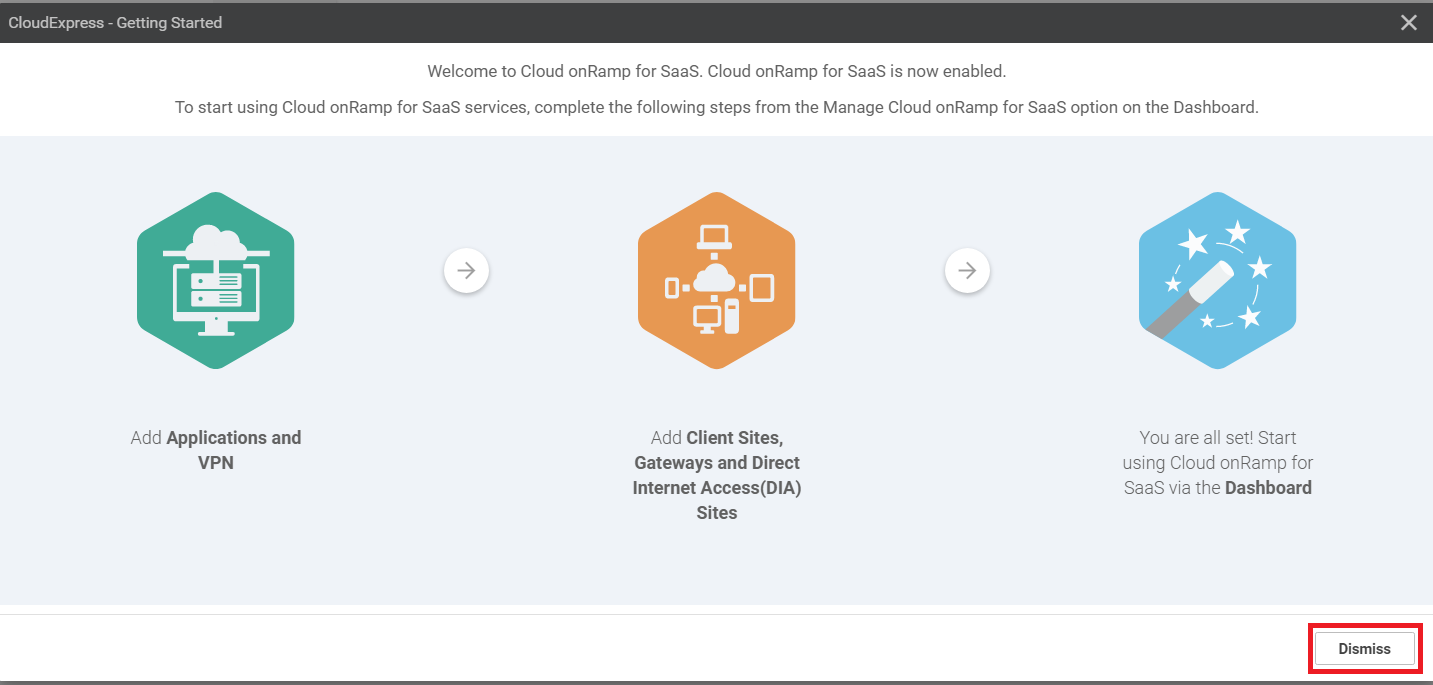 CloudExpress - Getting Started
Welcome to Cloud onRamp for SaaS. Cloud onRamp for SaaS is now enabled.
To start using Cloud onRamp for SaaS services, complete the following steps from the Manage Cloud onRamp for SaaS option on the Dashboard.
Add Applications and
VPN
Add Client Sites,
Gateways and Direct
Internet Access(DIA)
Sites
You are all set! Start
using Cloud onRamp for
SaaS via the Dashboard
Dismiss